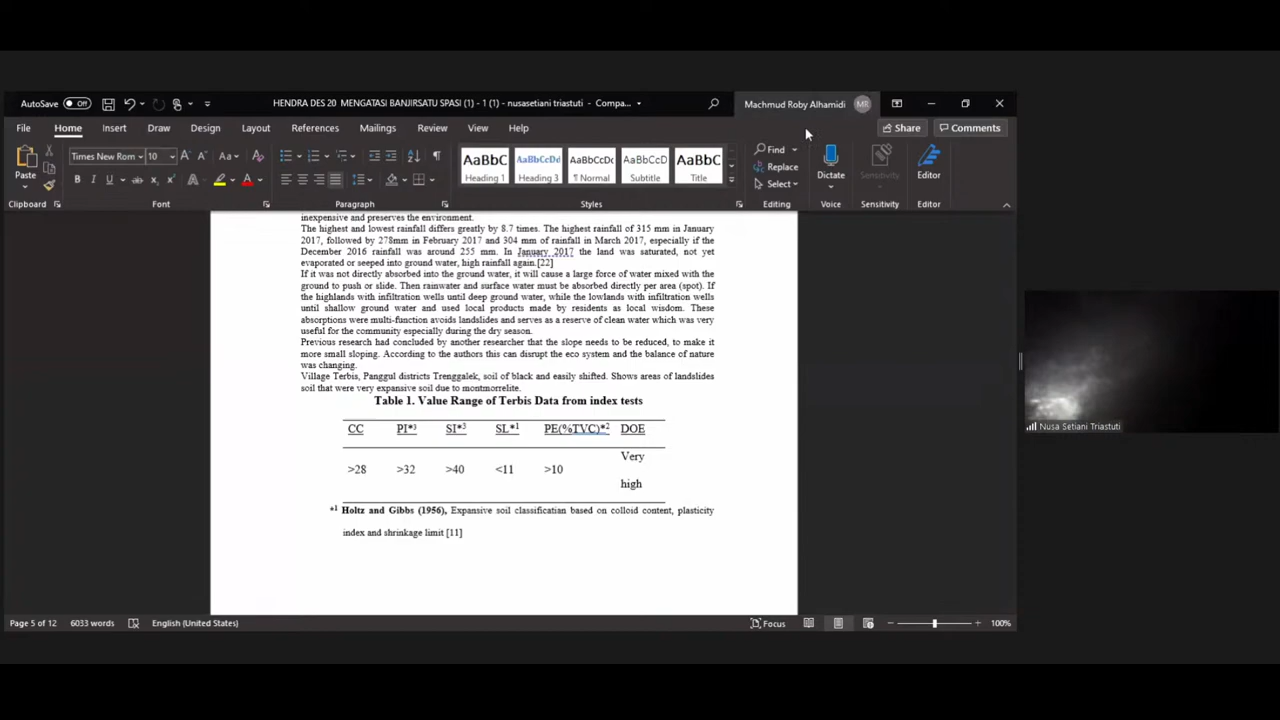 AutoSave Off HENDRA DES 20 MENGATASI BANJIRSATU SPASI (1) - 1 (1) - nusasetiani triastuti - Compa... Machmud Roby Alhamidi MR
File Home Insert Draw Design Layout References Mailings Review View Help Share Comments
Paste
Times New Rom 10
AaBbC AaBbCcDd AaBbCcDc AaBbCcD AaBbC
Heading 1 Heading 3 ¶ Normal Subtitle Title
Find
Replace
Select
Dictate Sensitivity Editor
Clipboard Font Paragraph Styles Editing Voice Sensitivity Editor
inexpensive and preserves the environment.
The highest and lowest rainfall differs greatly by 8.7 times. The highest rainfall of 315 mm in January
2017, followed by 278mm in February 2017 and 304 mm of rainfall in March 2017, especially if the
December 2016 rainfall was around 255 mm. In January 2017 the land was saturated, not yet
evaporated or seeped into ground water, high rainfall again.[22]
If it was not directly absorbed into the ground water, it will cause a large force of water mixed with the
ground to push or slide. Then rainwater and surface water must be absorbed directly per area (spot). If
the highlands with infiltration wells until deep ground water, while the lowlands with infiltration wells
until shallow ground water and used local products made by residents as local wisdom. These
absorptions were multi-function avoids landslides and serves as a reserve of clean water which was very
useful for the community especially during the dry season.
Previous research had concluded by another researcher that the slope needs to be reduced, to make it
more small sloping. According to the authors this can disrupt the eco system and the balance of nature
was changing.
Village Terbis, Panggul districts Trenggalek, soil of black and easily shifted. Shows areas of landslides
soil that were very expansive soil due to montmorrelite.
Table 1. Value Range of Terbis Data from index tests
CC PI*³ SI*³ SL*¹ PE(%TVC)*² DOE
Very
>28 >32 >40 <11 >10
high
*¹ Holtz and Gibbs (1956), Expansive soil classification based on colloid content, plasticity
index and shrinkage limit [11]
Nusa Setiani Triastuti
Page 5 of 12 6033 words English (United States) Focus 100%